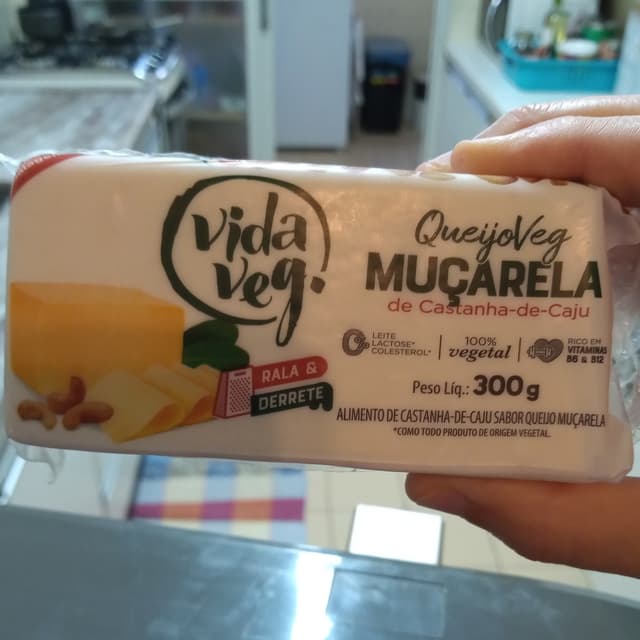 vida
veg.
QueijoVeg
MUÇARELA
de Castanha-de-Caju
0%
LEITE
LACTOSE*
COLESTEROL*
100%
vegetal
RICO EM
VITAMINAS
B6 & B12
RALA &
DERRETE
Peso Líq.: 300g
ALIMENTO DE CASTANHA-DE-CAJU SABOR QUEIJO MUÇARELA
*COMO TODO PRODUTO DE ORIGEM VEGETAL.